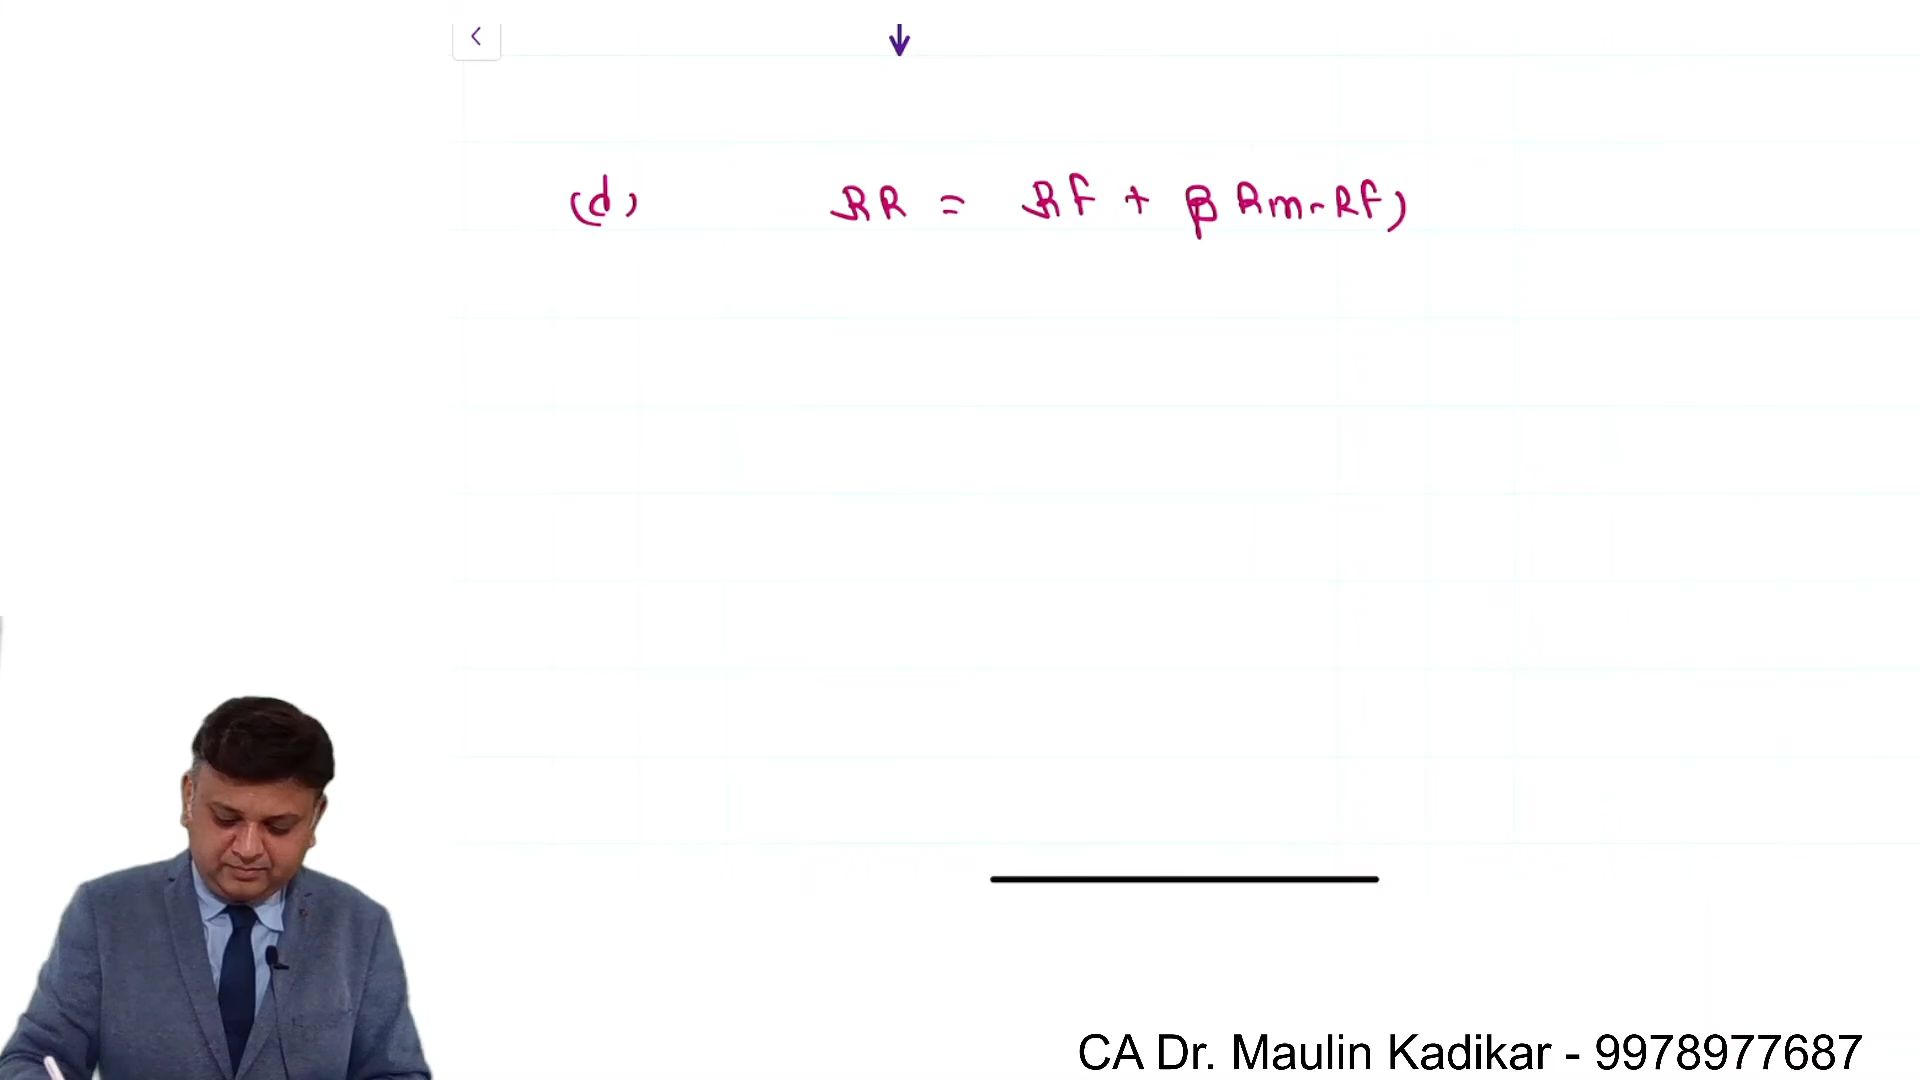 (d) RR = RF + β Rm-RF)
CA Dr. Maulin Kadikar - 9978977687